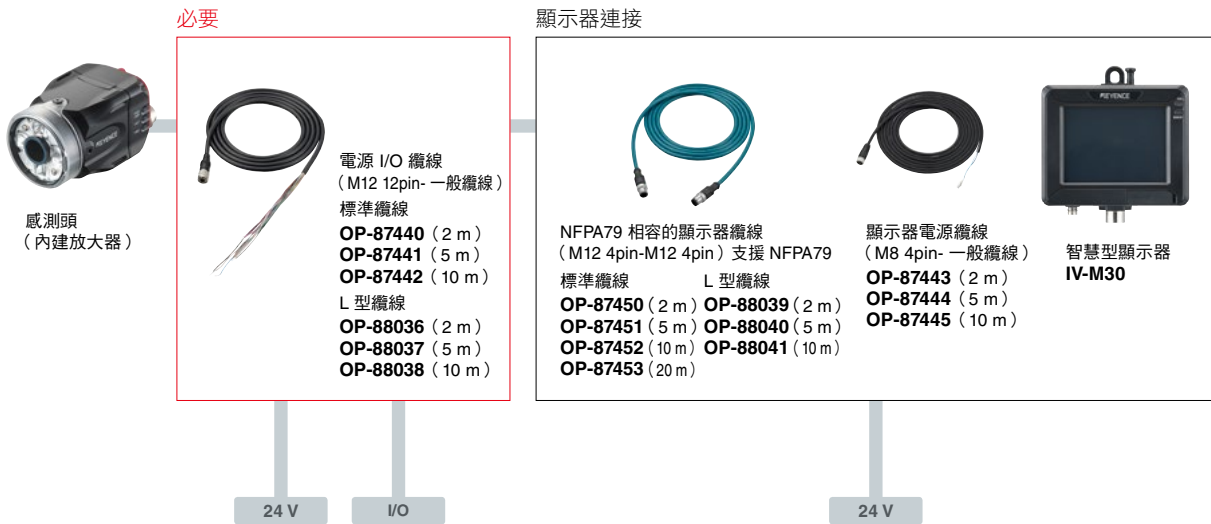 必要
顯示器連接
KEYENCE
感測頭
（內建放大器）
電源 I/O 纜線
（M12 12pin- 一般纜線）
標準纜線
OP-87440（2 m）
OP-87441（5 m）
OP-87442（10 m）
L 型纜線
OP-88036（2 m）
OP-88037（5 m）
OP-88038（10 m）
NFPA79 相容的顯示器纜線
（M12 4pin-M12 4pin）支援 NFPA79
標準纜線
OP-87450（2 m）
OP-87451（5 m）
OP-87452（10 m）
OP-87453（20 m）
L 型纜線
OP-88039（2 m）
OP-88040（5 m）
OP-88041（10 m）
顯示器電源纜線
（M8 4pin- 一般纜線）
OP-87443（2 m）
OP-87444（5 m）
OP-87445（10 m）
KEYENCE
智慧型顯示器
IV-M30
24 V
I/O
24 V